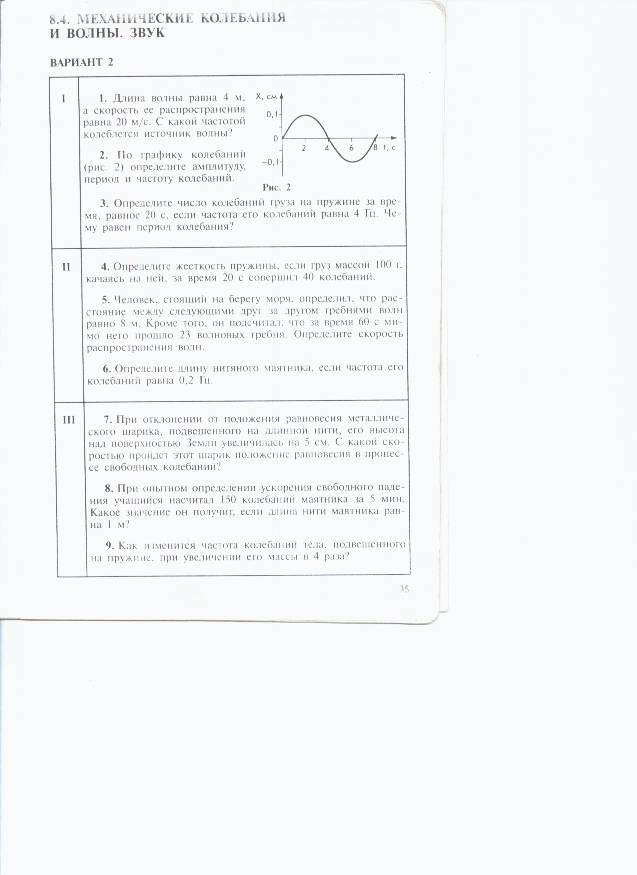 8.4. МЕХАНИЧЕСКИЕ КОЛЕБАНИЯ
И ВОЛНЫ. ЗВУК
ВАРИАНТ 2
I
1. Длина волны равна 4 м,
а скорость ее распространения
равна 20 м/с. С какой частотой
колеблется источник волны?
2. По графику колебаний
(рис. 2) определите амплитуду,
период и частоту колебаний.
X, см
0,1
0
-0,1
2 4 6 8 t, с
Рис. 2
3. Определите число колебаний груза на пружине за вре-
мя, равное 20 с, если частота его колебаний равна 4 Гц. Че-
му равен период колебания?
II
4. Определите жесткость пружины, если груз массой 100 г,
качаясь на ней, за время 20 с совершил 40 колебаний.
5. Человек, стоящий на берегу моря, определил, что рас-
стояние между следующими друг за другом гребнями волн
равно 8 м. Кроме того, он подсчитал, что за время 60 с ми-
мо него прошло 23 волновых гребня. Определите скорость
распространения волн.
6. Определите длину нитяного маятника, если частота его
колебаний равна 0,2 Гц.
III
7. При отклонении от положения равновесия металличе-
ского шарика, подвешенного на длинной нити, его высота
над поверхностью Земли увеличилась на 5 см. С какой ско-
ростью пройдет этот шарик положение равновесия в процес-
се свободных колебаний?
8. При опытном определении ускорения свободного паде-
ния учащийся насчитал 150 колебаний маятника за 5 мин.
Какое значение он получит, если длина нити маятника рав-
на 1 м?
9. Как изменится частота колебаний тела, подвешенного
на пружине, при увеличении его массы в 4 раза?
15